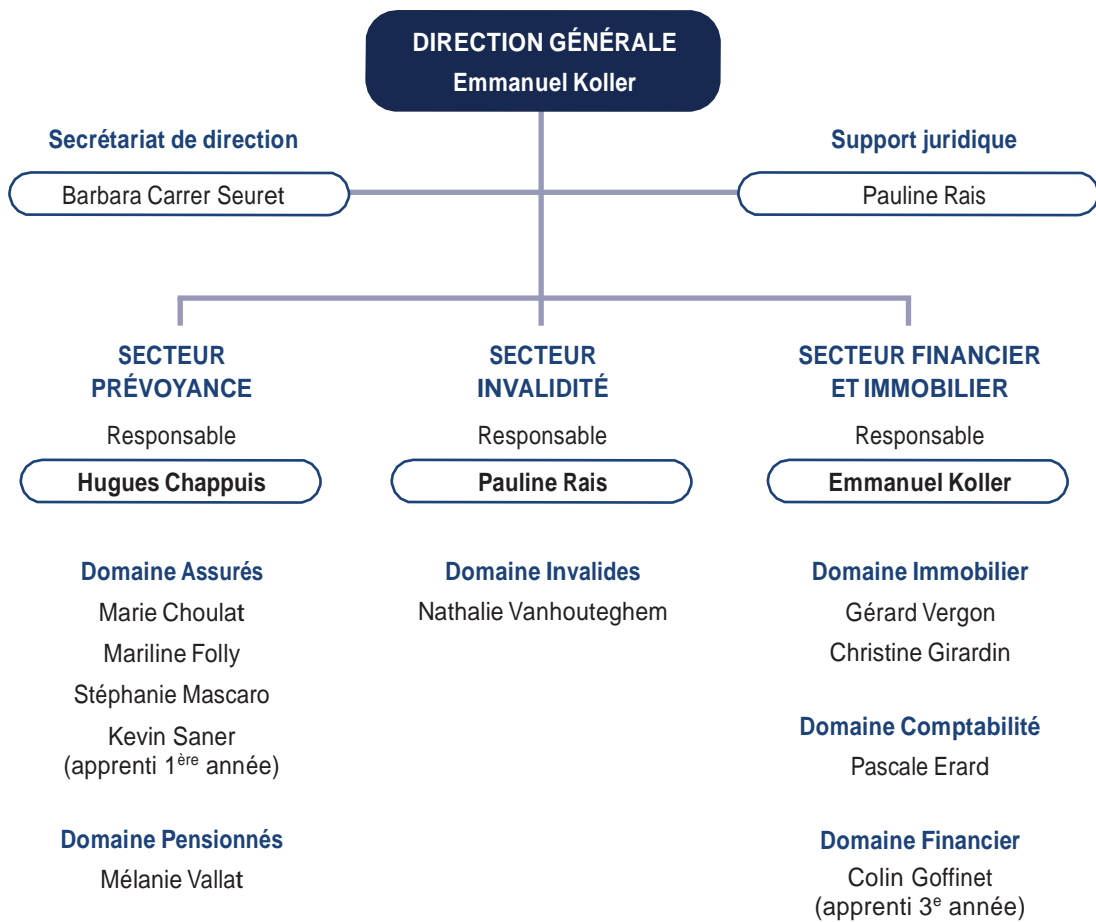 DIRECTION GÉNÉRALE
Emmanuel Koller
Secrétariat de direction
Barbara Carrer Seuret
Support juridique
Pauline Rais
SECTEUR
PRÉVOYANCE
Responsable
Hugues Chappuis
Domaine Assurés
Marie Choulat
Mariline Folly
Stéphanie Mascaro
Kevin Saner
(apprenti 1ère année)
Domaine Pensionnés
Mélanie Vallat
SECTEUR
INVALIDITÉ
Responsable
Pauline Rais
Domaine Invalides
Nathalie Vanhouteghem
SECTEUR FINANCIER
ET IMMOBILIER
Responsable
Emmanuel Koller
Domaine Immobilier
Gérard Vergon
Christine Girardin
Domaine Comptabilité
Pascale Erard
Domaine Financier
Colin Goffinet
(apprenti 3e année)